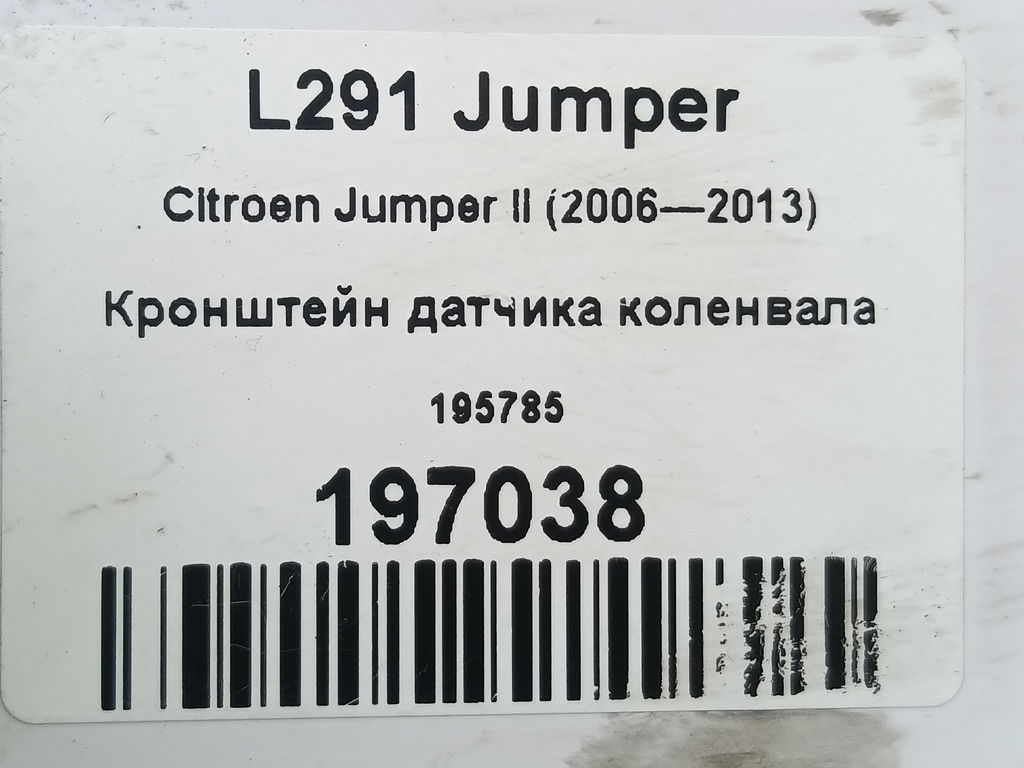 L291 Jumper
Citroen Jumper II (2006—2013)
Кронштейн датчика коленвала
195785
197038